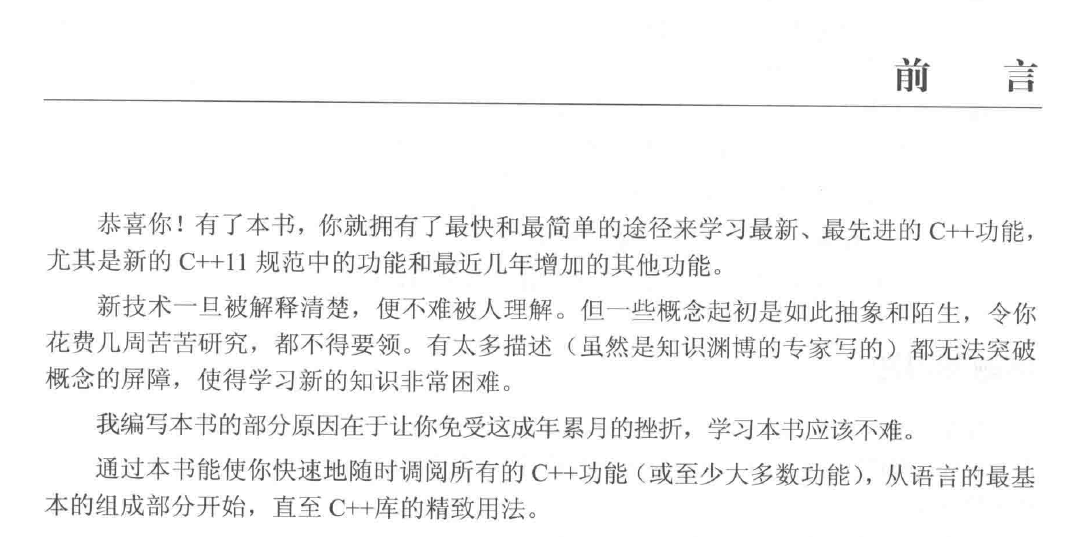 前 言
恭喜你！有了本书，你就拥有了最快和最简单的途径来学习最新、最先进的 C++功能，
尤其是新的 C++11 规范中的功能和最近几年增加的其他功能。
新技术一旦被解释清楚，便不难被人理解。但一些概念起初是如此抽象和陌生，令你
花费几周苦苦研究，都不得要领。有太多描述（虽然是知识渊博的专家写的）都无法突破
概念的屏障，使得学习新的知识非常困难。
我编写本书的部分原因在于让你免受这成年累月的挫折，学习本书应该不难。
通过本书能使你快速地随时调阅所有的 C++功能（或至少大多数功能），从语言的最基
本的组成部分开始，直至 C++库的精致用法。